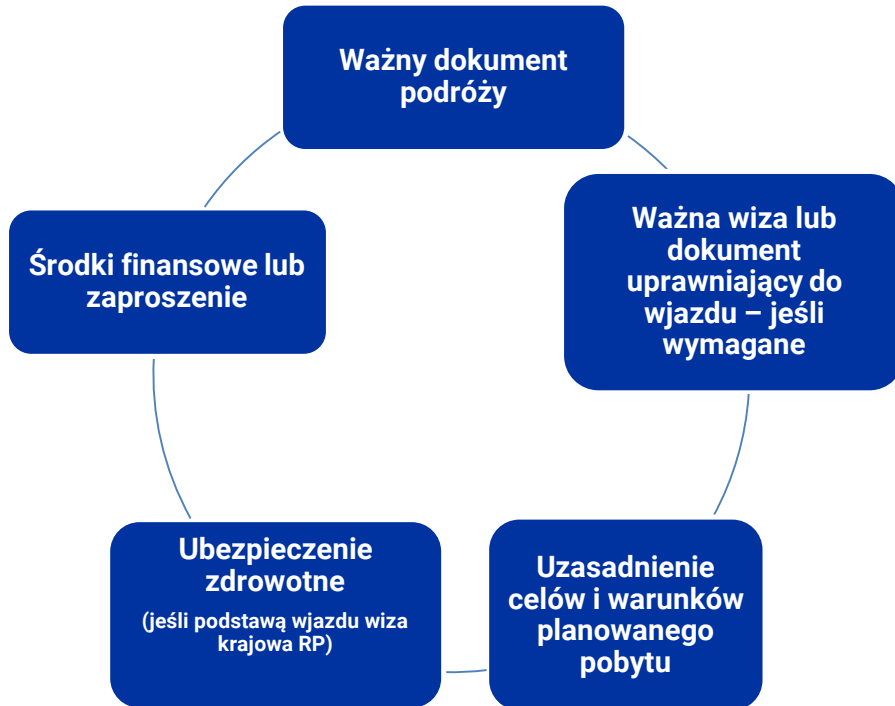 Ważny dokument
podróży
Ważna wiza lub
dokument
uprawniający do
wjazdu – jeśli
wymagane
Uzasadnienie
celów i warunków
planowanego
pobytu
Ubezpieczenie
zdrowotne
(jeśli podstawą wjazdu wiza
krajowa RP)
Środki finansowe lub
zaproszenie